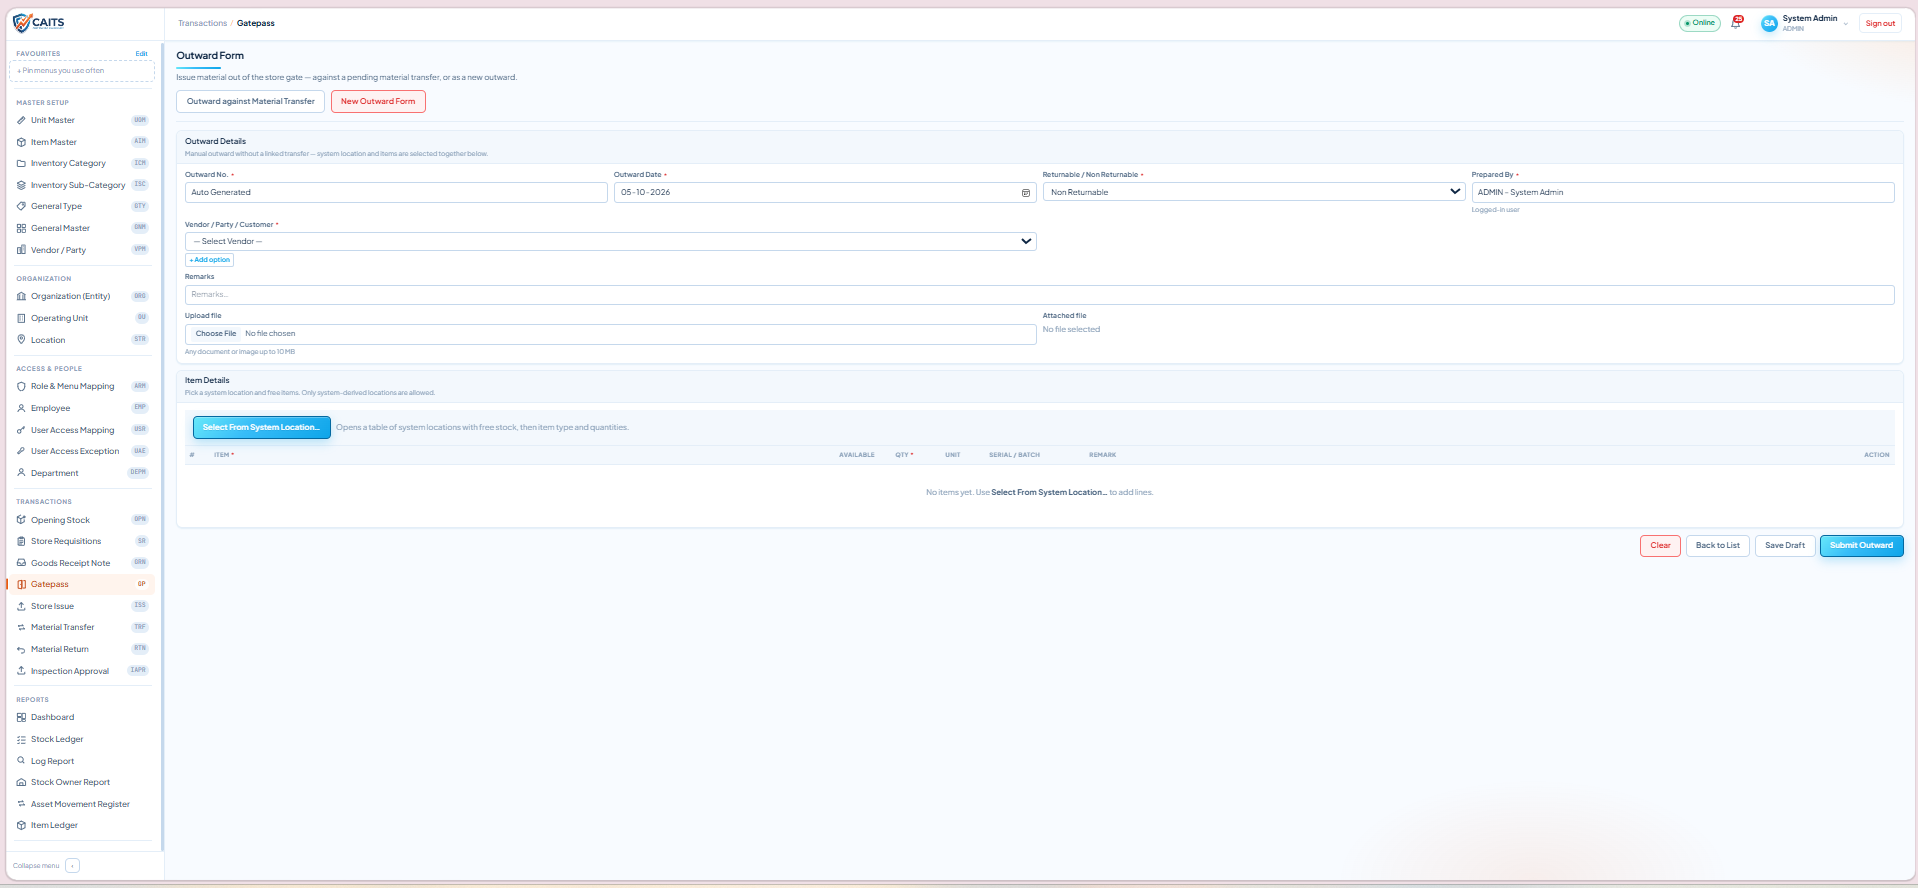 CAITS
Transactions / Gatepass
Online
25
SA
System Admin
ADMIN
Sign out
FAVOURITES Edit
+ Pin menus you use often
MASTER SETUP
Unit Master UOM
Item Master AIM
Inventory Category ICM
Inventory Sub-Category ISC
General Type GTY
General Master GNM
Vendor / Party VPM
ORGANIZATION
Organization (Entity) ORG
Operating Unit OU
Location STR
ACCESS & PEOPLE
Role & Menu Mapping ARM
Employee EMP
User Access Mapping USR
User Access Exception UAE
Department DEPM
TRANSACTIONS
Opening Stock OPN
Store Requisitions SR
Goods Receipt Note GRN
Gatepass GP
Store Issue ISS
Material Transfer TRF
Material Return RTN
Inspection Approval IAPR
REPORTS
Dashboard
Stock Ledger
Log Report
Stock Owner Report
Asset Movement Register
Item Ledger
Collapse menu
Outward Form
Issue material out of the store gate — against a pending material transfer, or as a new outward.
Outward against Material Transfer New Outward Form
Outward Details
Manual outward without a linked transfer — system location and items are selected together below.
Outward No. * Outward Date * Returnable / Non Returnable * Prepared By *
Auto Generated 05-10-2026 Non Returnable ADMIN - System Admin
Logged-in user
Vendor / Party / Customer *
— Select Vendor —
+ Add option
Remarks
Remarks...
Upload file Attached file
Choose File No file chosen No file selected
Any document or image up to 10 MB
Item Details
Pick a system location and free items. Only system-derived locations are allowed.
Select From System Location... Opens a table of system locations with free stock, then item type and quantities.
# ITEM * AVAILABLE QTY * UNIT SERIAL / BATCH REMARK ACTION
No items yet. Use Select From System Location... to add lines.
Clear Back to List Save Draft Submit Outward